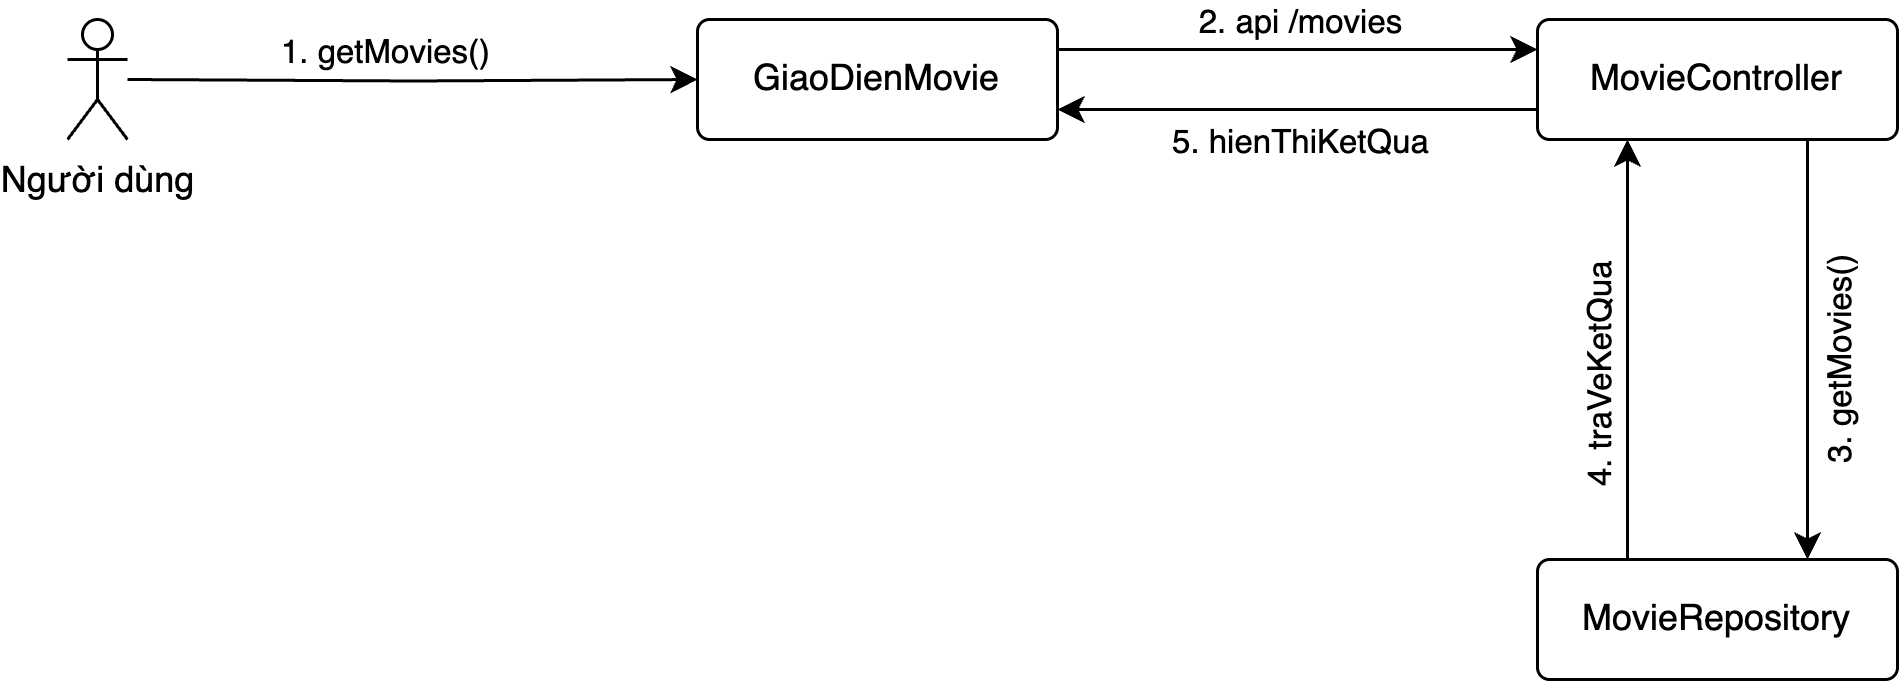 1. getMovies()
GiaoDienMovie
2. api /movies
MovieController
5. hienThiKetQua
Người dùng
4. traVeKetQua
3. getMovies()
MovieRepository